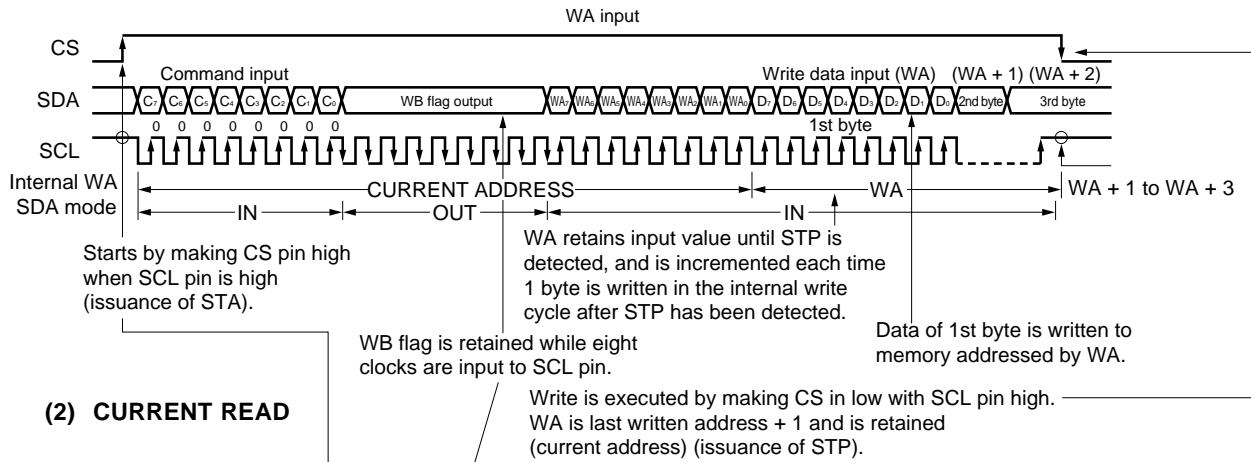 WA input
CS
Command input Write data input (WA) (WA + 1) (WA + 2)
SDA C7 C6 C5 C4 C3 C2 C1 C0 WB flag output WA7 WA6 WA5 WA4 WA3 WA2 WA1 WA0 D7 D6 D5 D4 D3 D2 D1 D0 2nd byte 3rd byte
0 0 0 0 0 0 0 0 1st byte
SCL
Internal WA CURRENT ADDRESS WA WA + 1 to WA + 3
SDA mode IN OUT IN
Starts by making CS pin high
when SCL pin is high
(issuance of STA).
WA retains input value until STP is
detected, and is incremented each time
1 byte is written in the internal write
cycle after STP has been detected.
WB flag is retained while eight
clocks are input to SCL pin.
Data of 1st byte is written to
memory addressed by WA.
Write is executed by making CS in low with SCL pin high.
WA is last written address + 1 and is retained
(current address) (issuance of STP).
(2) CURRENT READ